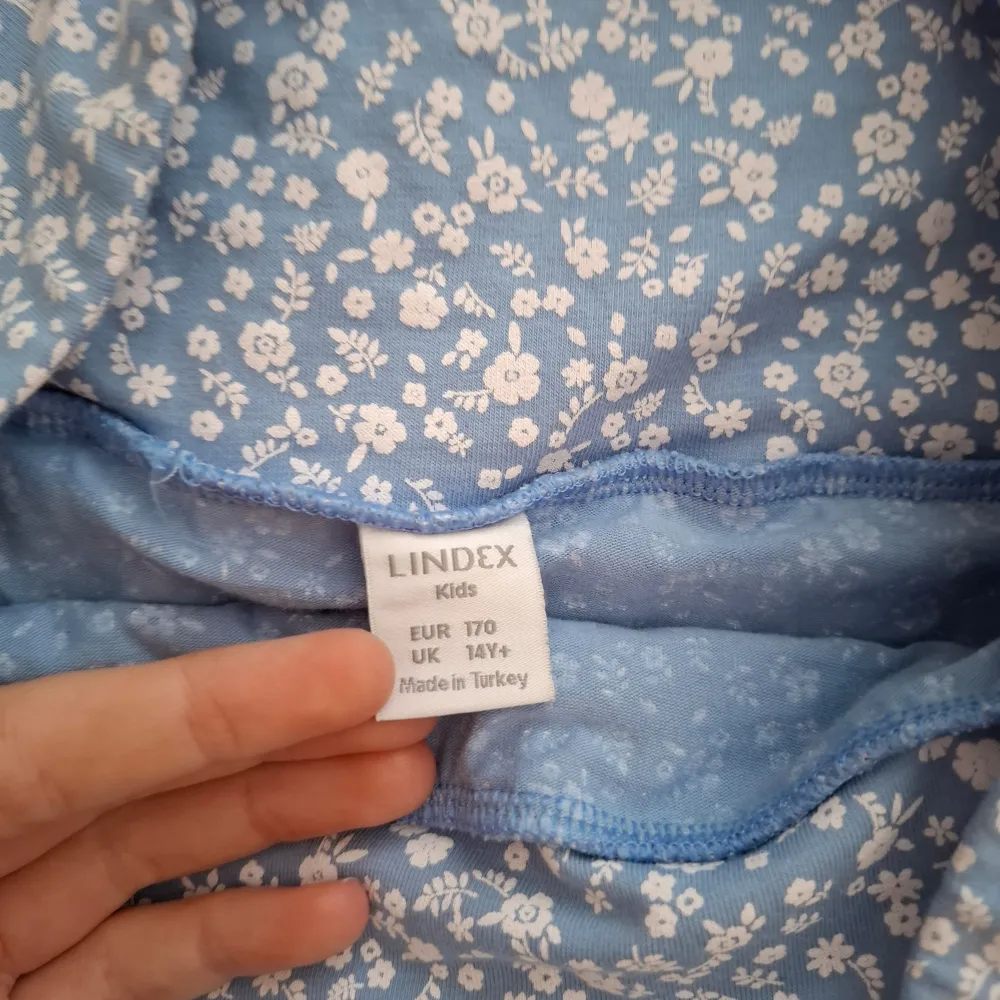 LINDEX
Kids
EUR 170
UK 14Y+
Made in Turkey